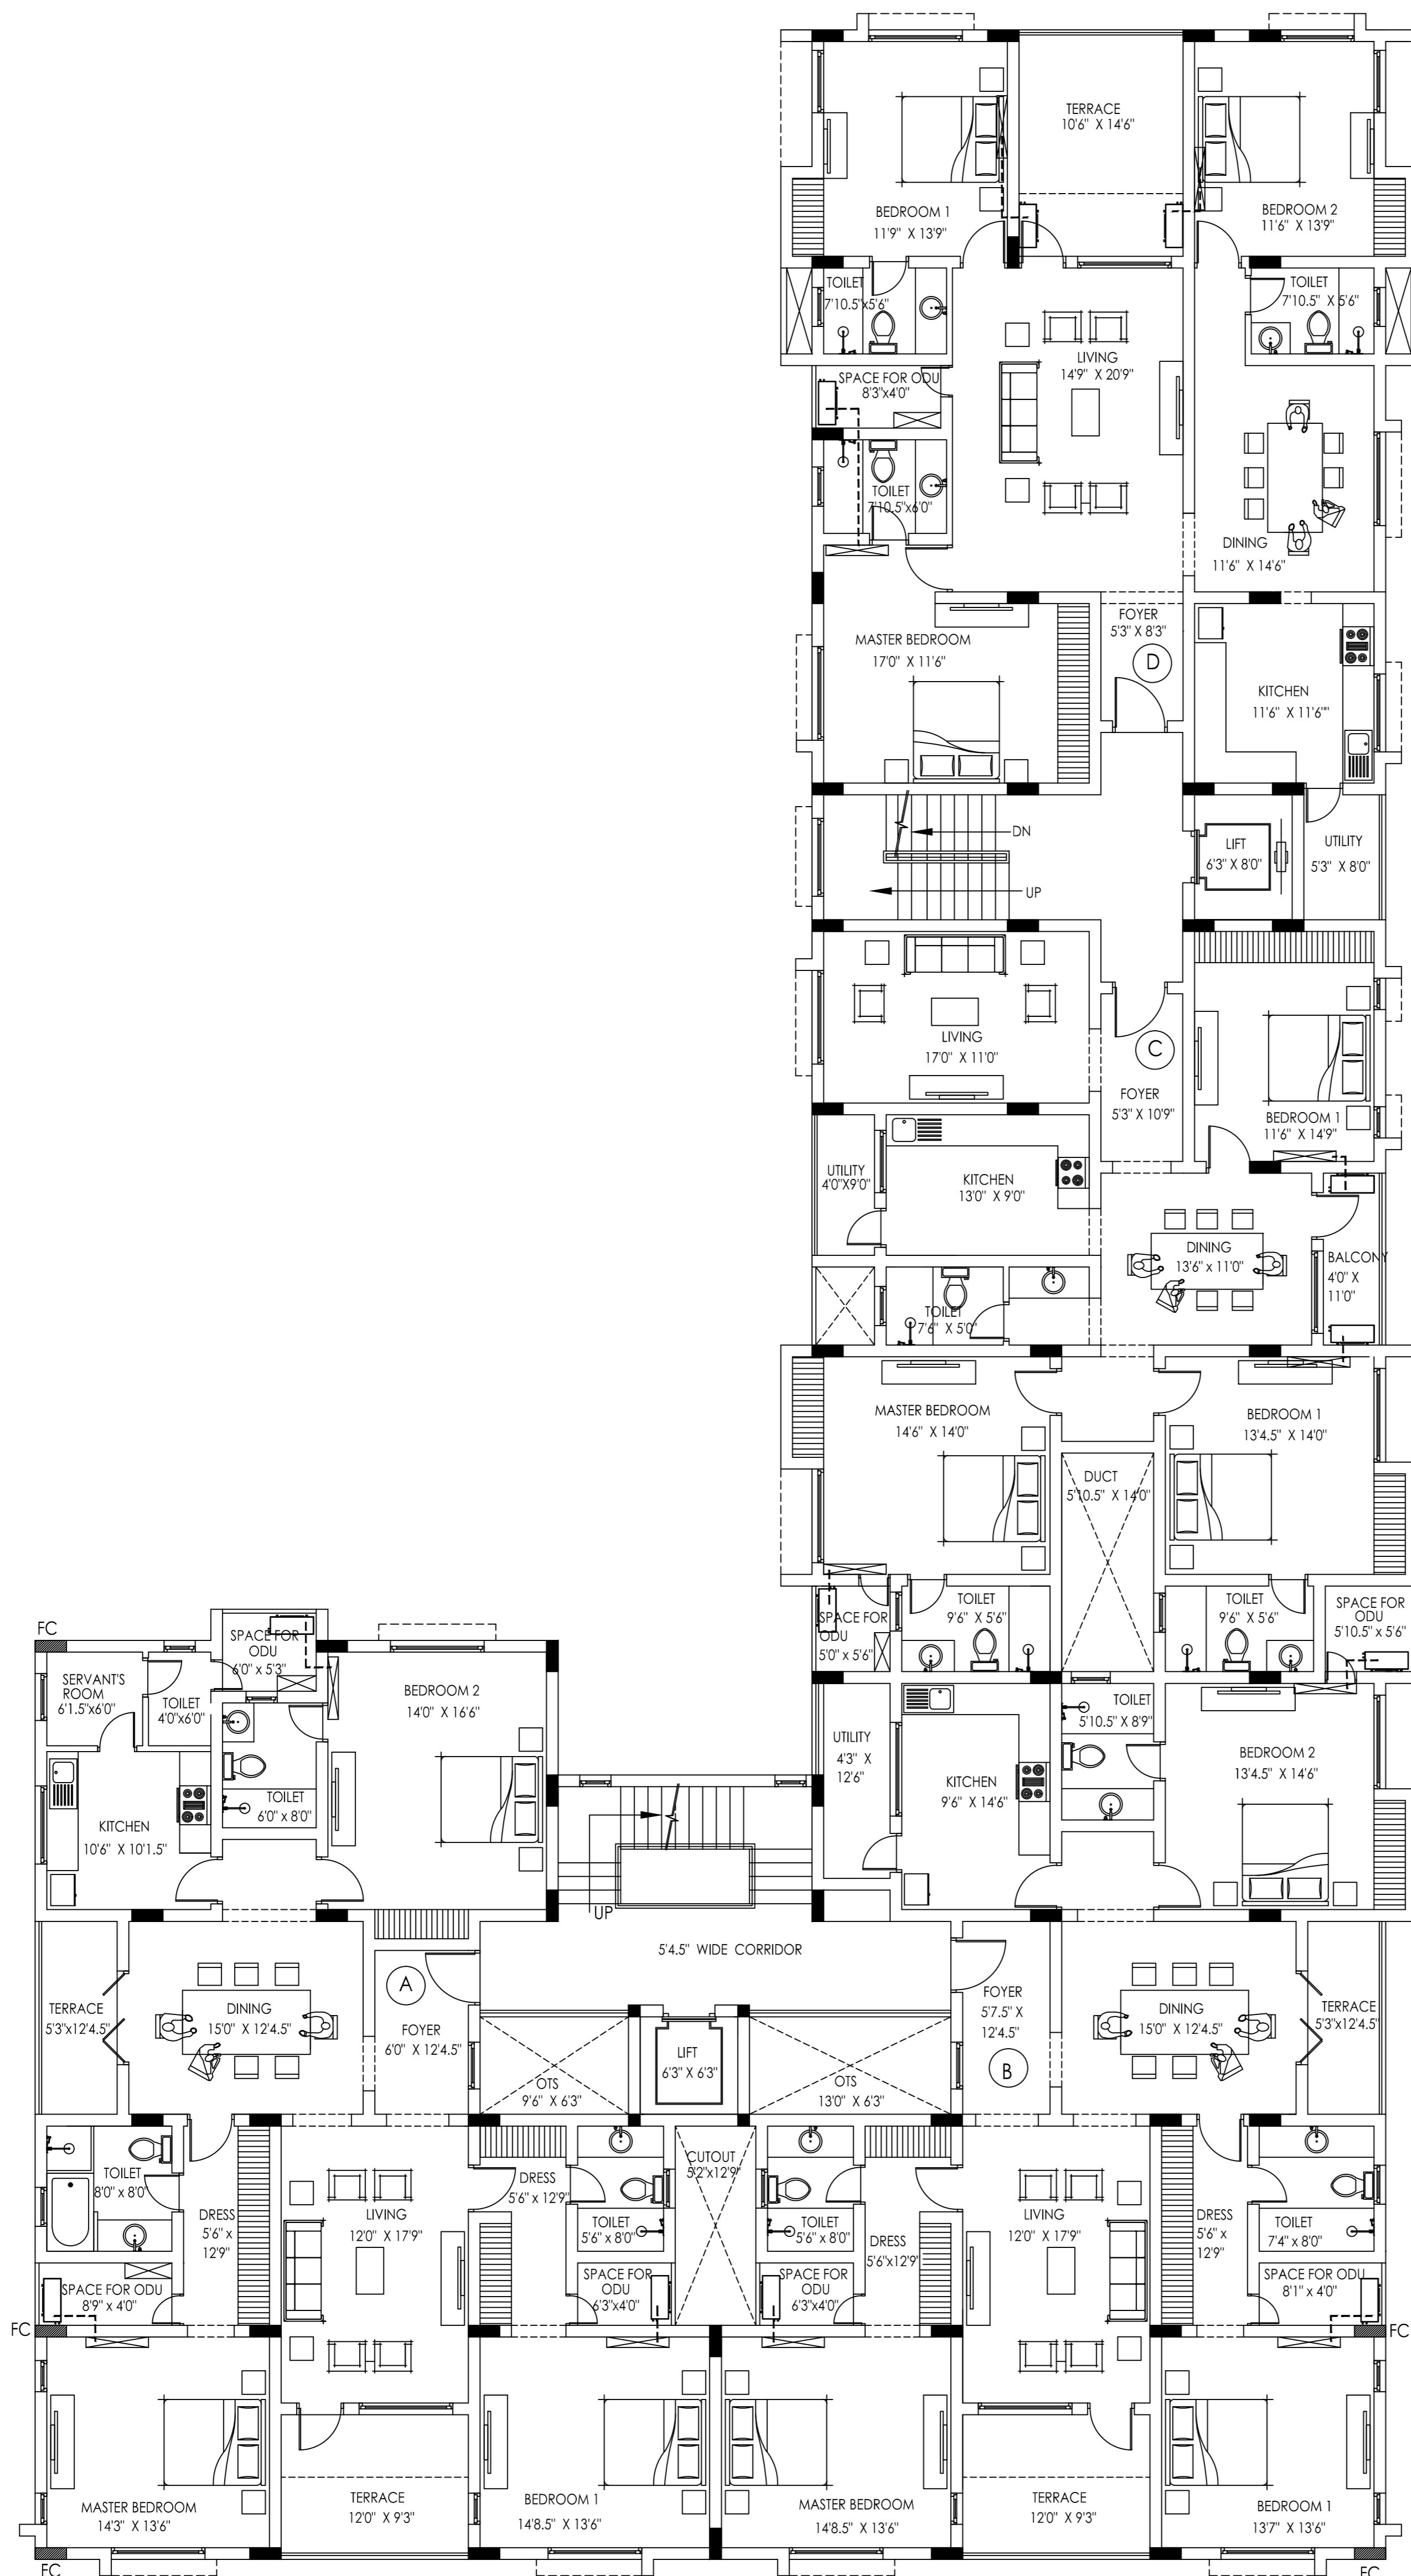 TERRACE
10'6" X 14'6"
BEDROOM 1
11'9" X 13'9"
BEDROOM 2
11'6" X 13'9"
TOILET
7'10.5"x5'6"
TOILET
7'10.5" X 5'6"
LIVING
14'9" X 20'9"
SPACE FOR ODU
8'3"x4'0"
TOILET
7'10.5"x6'0"
DINING
11'6" X 14'6"
FOYER
5'3" X 8'3"
D
MASTER BEDROOM
17'0" X 11'6"
KITCHEN
11'6" X 11'6""
DN
UP
LIFT
6'3" X 8'0"
UTILITY
5'3" X 8'0"
LIVING
17'0" X 11'0"
C
FOYER
5'3" X 10'9"
BEDROOM 1
11'6" X 14'9"
UTILITY
4'0"X9'0"
KITCHEN
13'0" X 9'0"
DINING
13'6" x 11'0"
BALCONY
4'0" X
11'0"
TOILET
7'6" X 5'0"
MASTER BEDROOM
14'6" X 14'0"
BEDROOM 1
13'4.5" X 14'0"
DUCT
5'10.5" X 14'0"
SPACE FOR
ODU
5'0" x 5'6"
TOILET
9'6" X 5'6"
TOILET
9'6" X 5'6"
SPACE FOR
ODU
5'10.5" x 5'6"
FC
SERVANT'S
ROOM
6'1.5"x6'0"
TOILET
4'0"x6'0"
SPACE FOR
ODU
6'0" x 5'3"
BEDROOM 2
14'0" X 16'6"
TOILET
6'0" x 8'0"
KITCHEN
10'6" X 10'1.5"
UTILITY
4'3" X
12'6"
KITCHEN
9'6" X 14'6"
TOILET
5'10.5" X 8'9"
BEDROOM 2
13'4.5" X 14'6"
UP
5'4.5" WIDE CORRIDOR
TERRACE
5'3"x12'4.5"
DINING
15'0" X 12'4.5"
A
FOYER
6'0" X 12'4.5"
OTS
9'6" X 6'3"
LIFT
6'3" X 6'3"
OTS
13'0" X 6'3"
FOYER
5'7.5" X
12'4.5"
B
DINING
15'0" X 12'4.5"
TERRACE
5'3"x12'4.5"
TOILET
8'0" x 8'0"
DRESS
5'6" x
12'9"
SPACE FOR ODU
8'9" x 4'0"
LIVING
12'0" X 17'9"
DRESS
5'6" x 12'9"
TOILET
5'6" x 8'0"
SPACE FOR
ODU
6'3"x4'0"
CUTOUT
5'2"x12'9"
TOILET
5'6" x 8'0"
SPACE FOR
ODU
6'3"x4'0"
DRESS
5'6"x12'9"
LIVING
12'0" X 17'9"
DRESS
5'6" x
12'9"
TOILET
7'4" x 8'0"
SPACE FOR ODU
8'1" x 4'0"
FC
FC
MASTER BEDROOM
14'3" X 13'6"
TERRACE
12'0" X 9'3"
BEDROOM 1
14'8.5" X 13'6"
MASTER BEDROOM
14'8.5" X 13'6"
TERRACE
12'0" X 9'3"
BEDROOM 1
13'7" X 13'6"
FC
FC